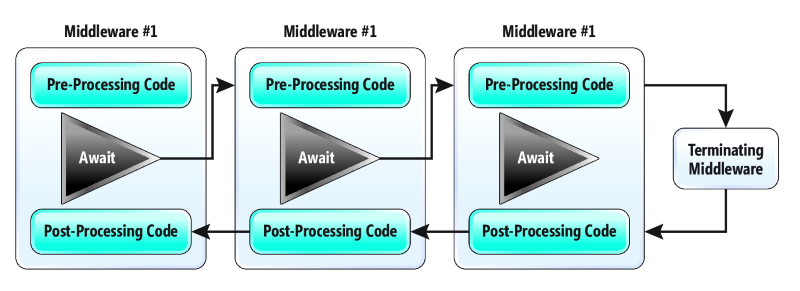 Middleware #1
Middleware #1
Middleware #1
Pre-Processing Code
Pre-Processing Code
Pre-Processing Code
Await
Await
Await
Terminating
Middleware
Post-Processing Code
Post-Processing Code
Post-Processing Code